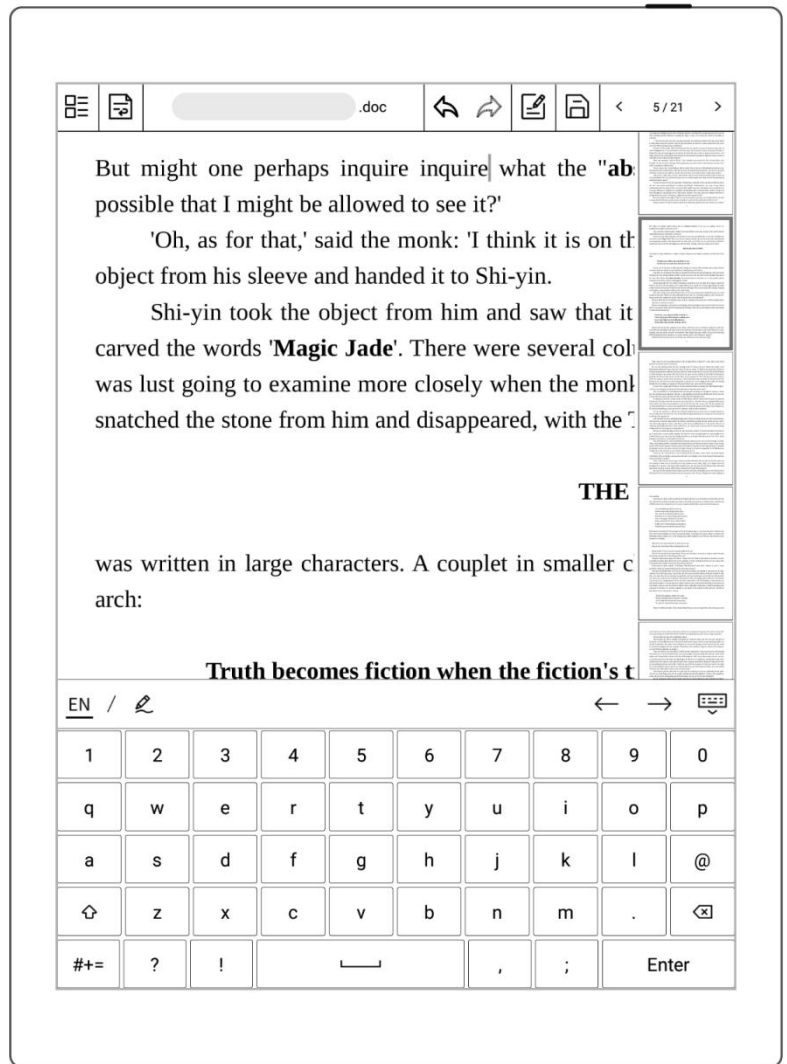 .doc
5 / 21
But might one perhaps inquire inquire what the "ab
possible that I might be allowed to see it?'
'Oh, as for that,' said the monk: 'I think it is on th
object from his sleeve and handed it to Shi-yin.
Shi-yin took the object from him and saw that it
carved the words 'Magic Jade'. There were several col
was lust going to examine more closely when the monk
snatched the stone from him and disappeared, with the
THE
was written in large characters. A couplet in smaller c
arch:
Truth becomes fiction when the fiction's t
EN /
1 2 3 4 5 6 7 8 9 0
q w e r t y u i o p
a s d f g h j k l @
z x c v b n m .
#+= ? ! , ; Enter